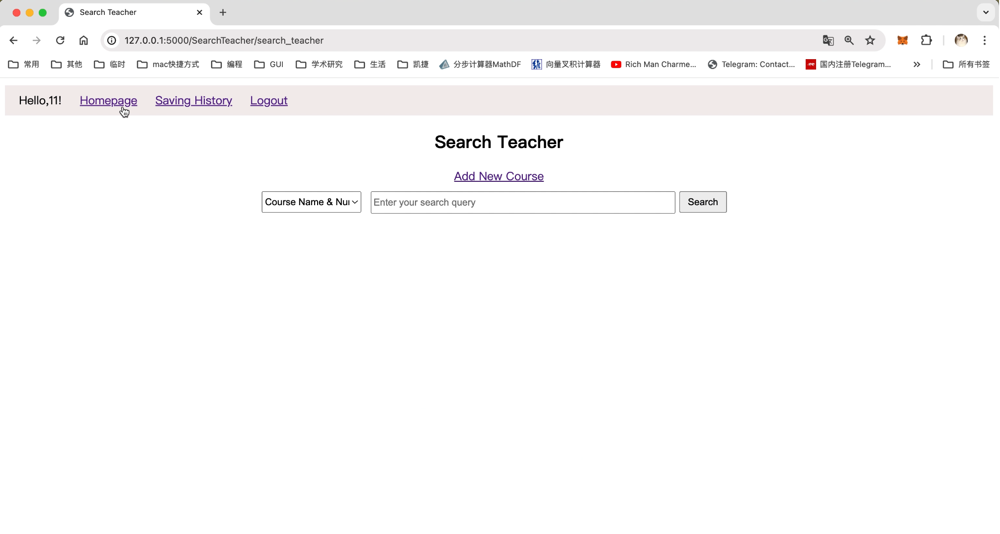 Search Teacher
127.0.0.1:5000/SearchTeacher/search_teacher
常用 其他 临时 mac快捷方式 编程 GUI 学术研究 生活 凯捷 分步计算器MathDF 向量叉积计算器 Rich Man Charme... Telegram: Contact... 国内注册Telegram... 所有书签
Hello,11! Homepage Saving History Logout
Search Teacher
Add New Course
Course Name & Nu Enter your search query Search